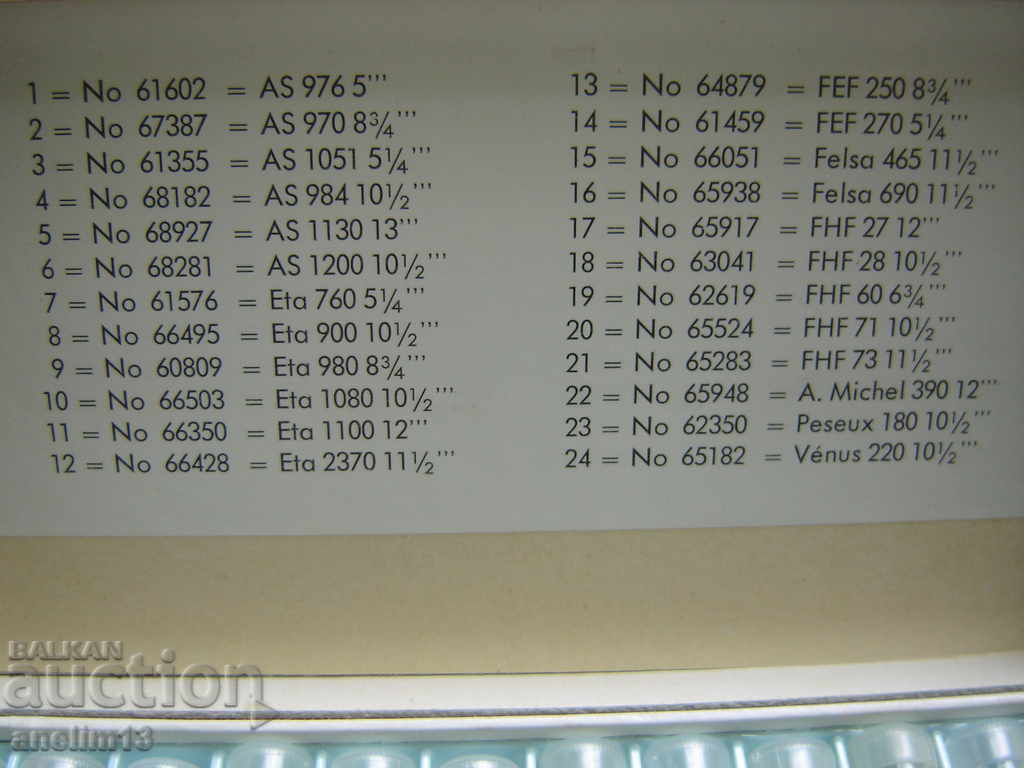 1 = No 61602 = AS 976 5'''
2 = No 67387 = AS 970 8¾'''
3 = No 61355 = AS 1051 5¼'''
4 = No 68182 = AS 984 10½'''
5 = No 68927 = AS 1130 13'''
6 = No 68281 = AS 1200 10½'''
7 = No 61576 = Eta 760 5¼'''
8 = No 66495 = Eta 900 10½'''
9 = No 60809 = Eta 980 8¾'''
10 = No 66503 = Eta 1080 10½'''
11 = No 66350 = Eta 1100 12'''
12 = No 66428 = Eta 2370 11½'''
13 = No 64879 = FEF 250 8¾'''
14 = No 61459 = FEF 270 5¼'''
15 = No 66051 = Felsa 465 11½'''
16 = No 65938 = Felsa 690 11½'''
17 = No 65917 = FHF 27 12'''
18 = No 63041 = FHF 28 10½'''
19 = No 62619 = FHF 60 6¾'''
20 = No 65524 = FHF 71 10½'''
21 = No 65283 = FHF 73 11½'''
22 = No 65948 = A. Michel 390 12'''
23 = No 62350 = Peseux 180 10½'''
24 = No 65182 = Vénus 220 10½'''
BALKAN
auction
anelim13